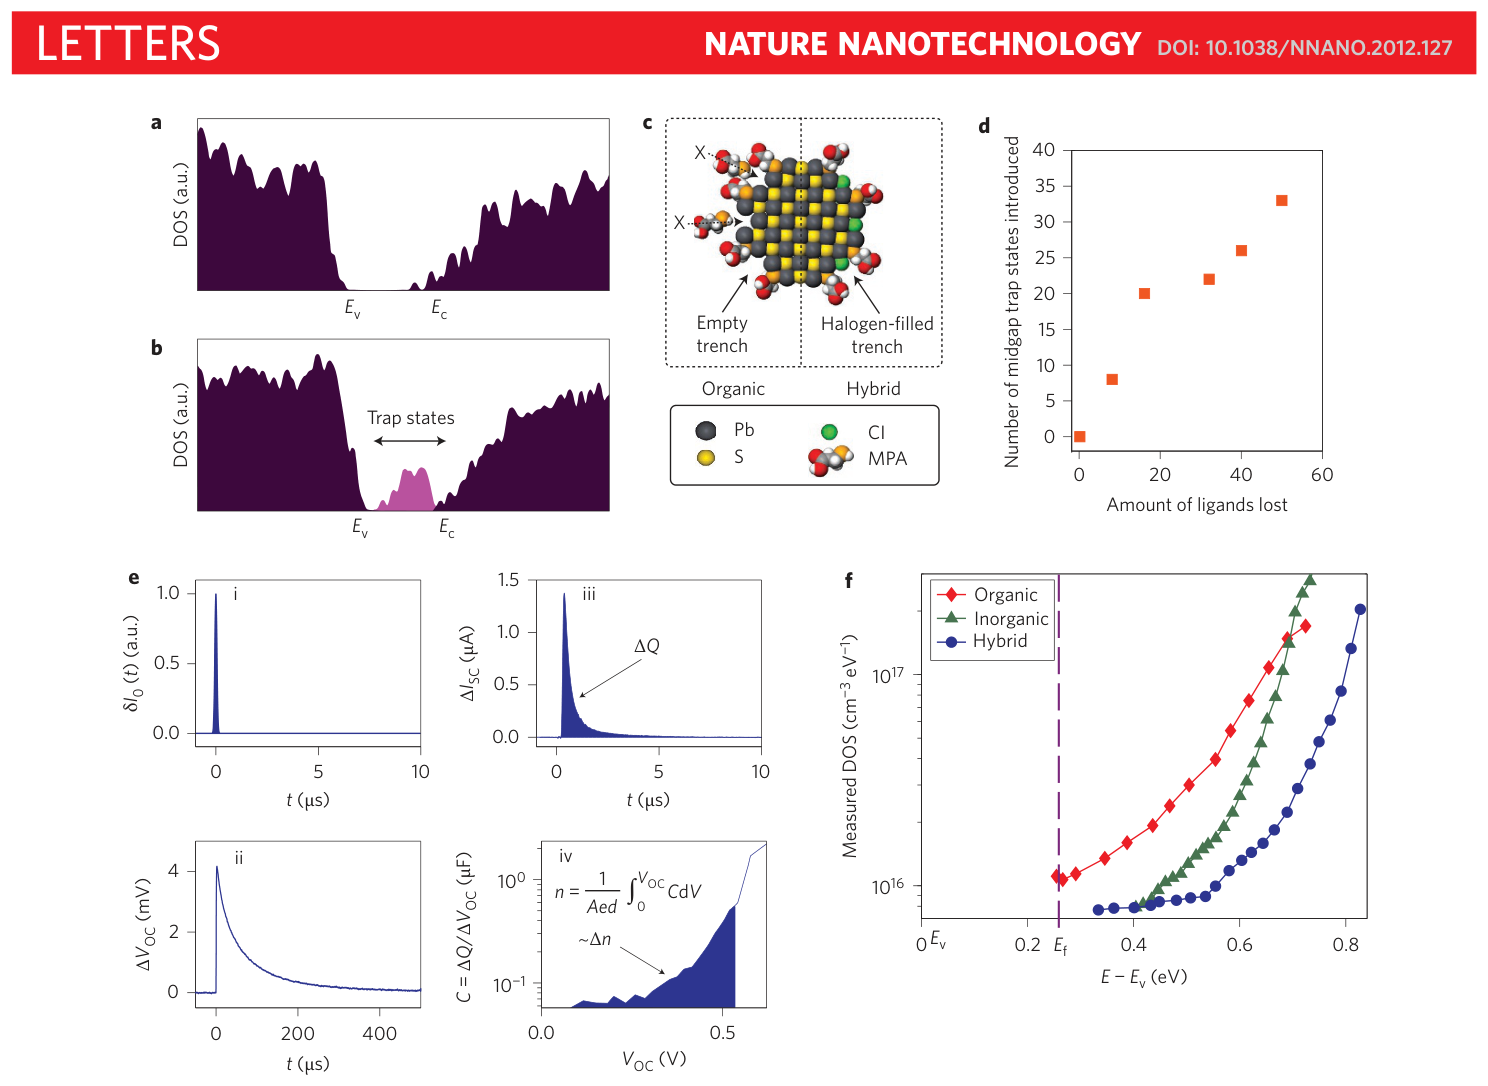 LETTERS
NATURE NANOTECHNOLOGY DOI: 10.1038/NNANO.2012.127
a
DOS (a.u.)
Ev
Ec
b
DOS (a.u.)
Trap states
Ev
Ec
c
X
X
Empty
trench
Halogen-filled
trench
Organic
Hybrid
Pb
Cl
S
MPA
d
Number of midgap trap states introduced
40
35
30
25
20
15
10
5
0
0
20
40
60
Amount of ligands lost
e
i
δI0 (t) (a.u.)
1.0
0.5
0.0
0
5
10
t (μs)
iii
ΔISC (μA)
1.5
1.0
0.5
0.0
ΔQ
0
5
10
t (μs)
ii
ΔVOC (mV)
4
2
0
0
200
400
t (μs)
iv
C = ΔQ/ΔVOC (μF)
10⁰
10⁻¹
n = 1/Aed ∫0^VOC CdV
~Δn
0.0
0.5
VOC (V)
f
Organic
Inorganic
Hybrid
Measured DOS (cm⁻³ eV⁻¹)
10¹⁷
10¹⁶
0
Ev
0.2
Ef
0.4
0.6
0.8
E – Ev (eV)